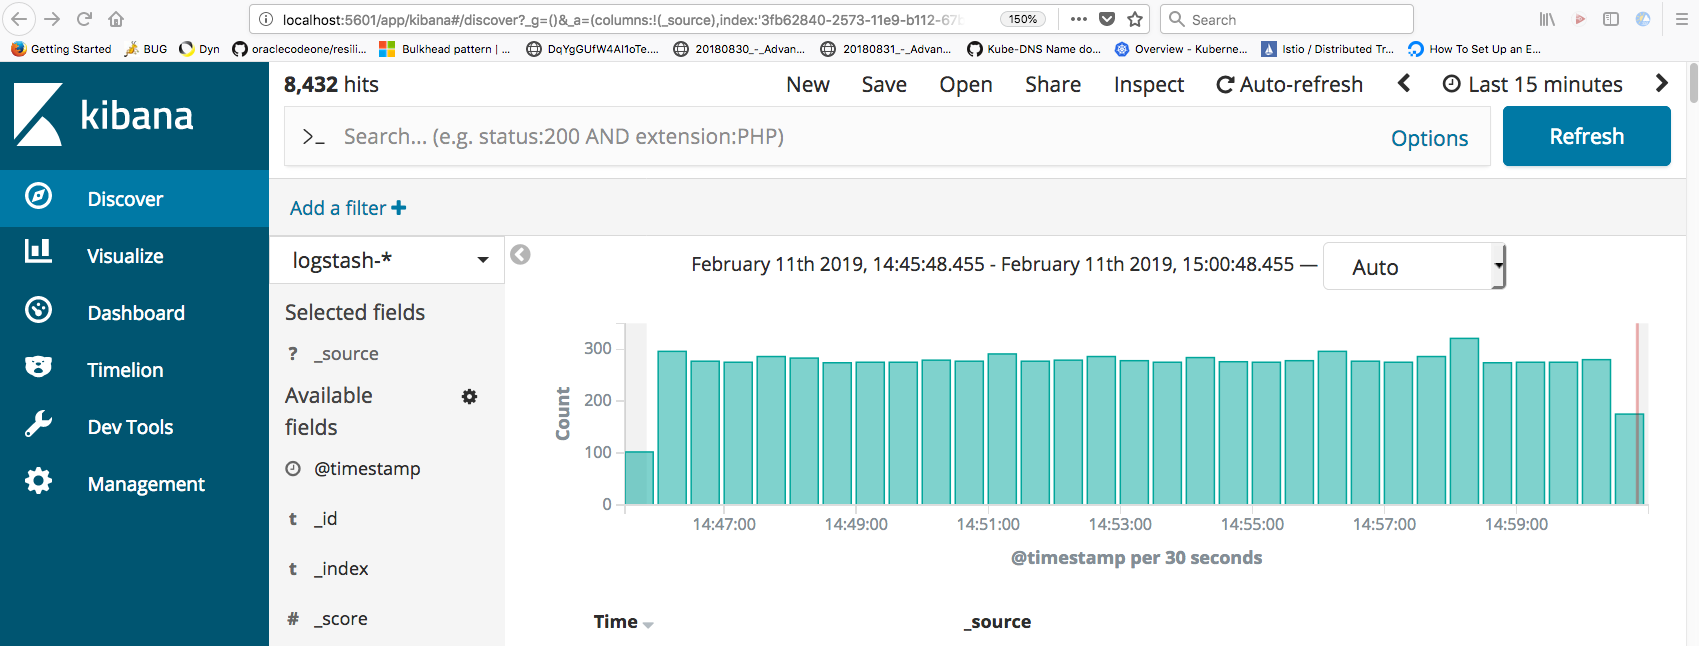 localhost:5601/app/kibana#/discover?_g=()&_a=(columns:!(_source),index:'3fb62840-2573-11e9-b112-67b
150%
Search
Getting Started
BUG
Dyn
oraclecodeone/resili...
Bulkhead pattern | ...
DqYgGUfW4AI1oTe....
20180830_-_Advan...
20180831_-_Advan...
Kube-DNS Name do...
Overview - Kuberne...
Istio / Distributed Tr...
How To Set Up an E...
kibana
8,432 hits
New
Save
Open
Share
Inspect
Auto-refresh
Last 15 minutes
>_ Search... (e.g. status:200 AND extension:PHP)
Options
Refresh
Discover
Visualize
Dashboard
Timelion
Dev Tools
Management
Add a filter +
logstash-*
Selected fields
? _source
Available
fields
@timestamp
t _id
t _index
# _score
February 11th 2019, 14:45:48.455 - February 11th 2019, 15:00:48.455 —
Auto
Count
300
200
100
0
14:47:00
14:49:00
14:51:00
14:53:00
14:55:00
14:57:00
14:59:00
@timestamp per 30 seconds
Time
_source